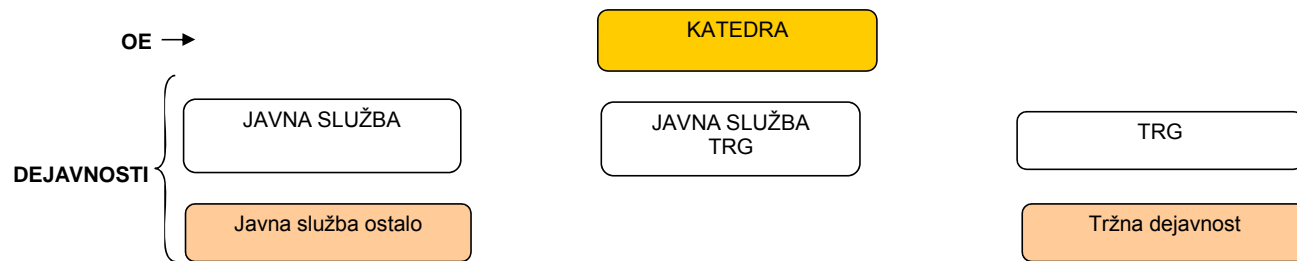 OE
KATEDRA
DEJAVNOSTI
JAVNA SLUŽBA
JAVNA SLUŽBA
TRG
TRG
Javna služba ostalo
Tržna dejavnost